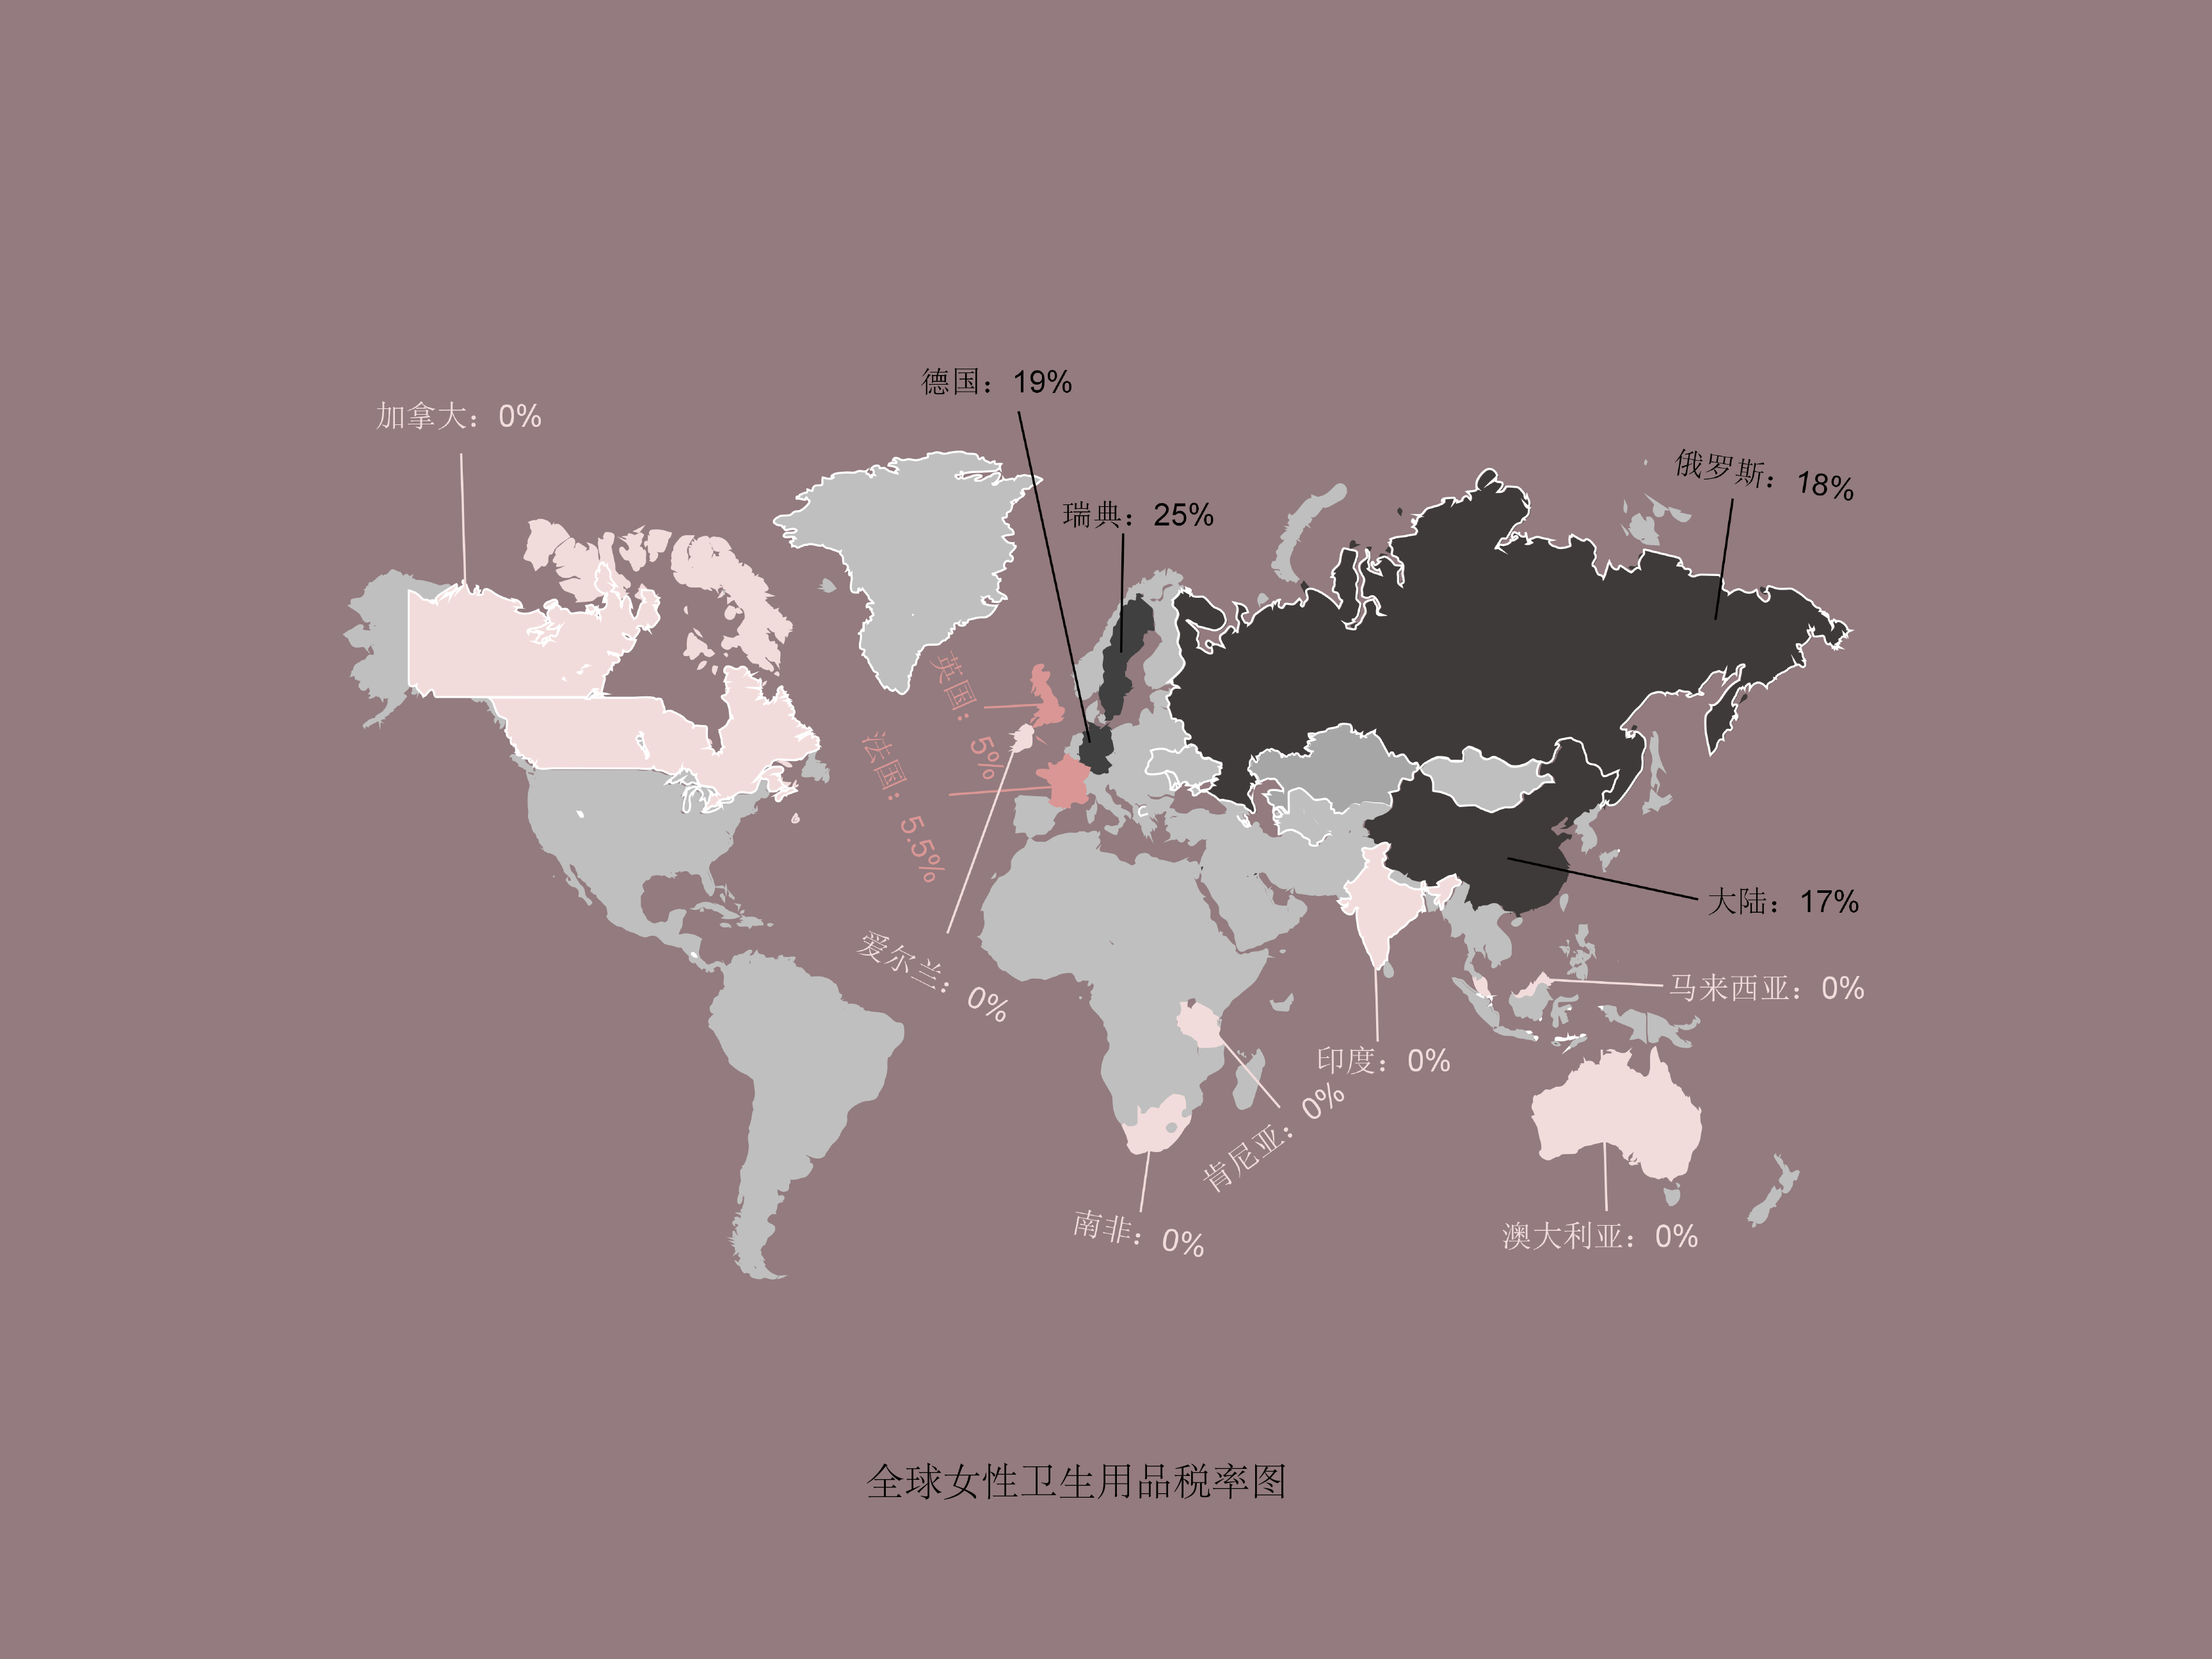 德国：19%
加拿大：0%
俄罗斯：18%
瑞典：25%
英国：5%
法国：5.5%
大陆：17%
爱尔兰：0%
马来西亚：0%
印度：0%
肯尼亚：0%
南非：0%
澳大利亚：0%
全球女性卫生用品税率图